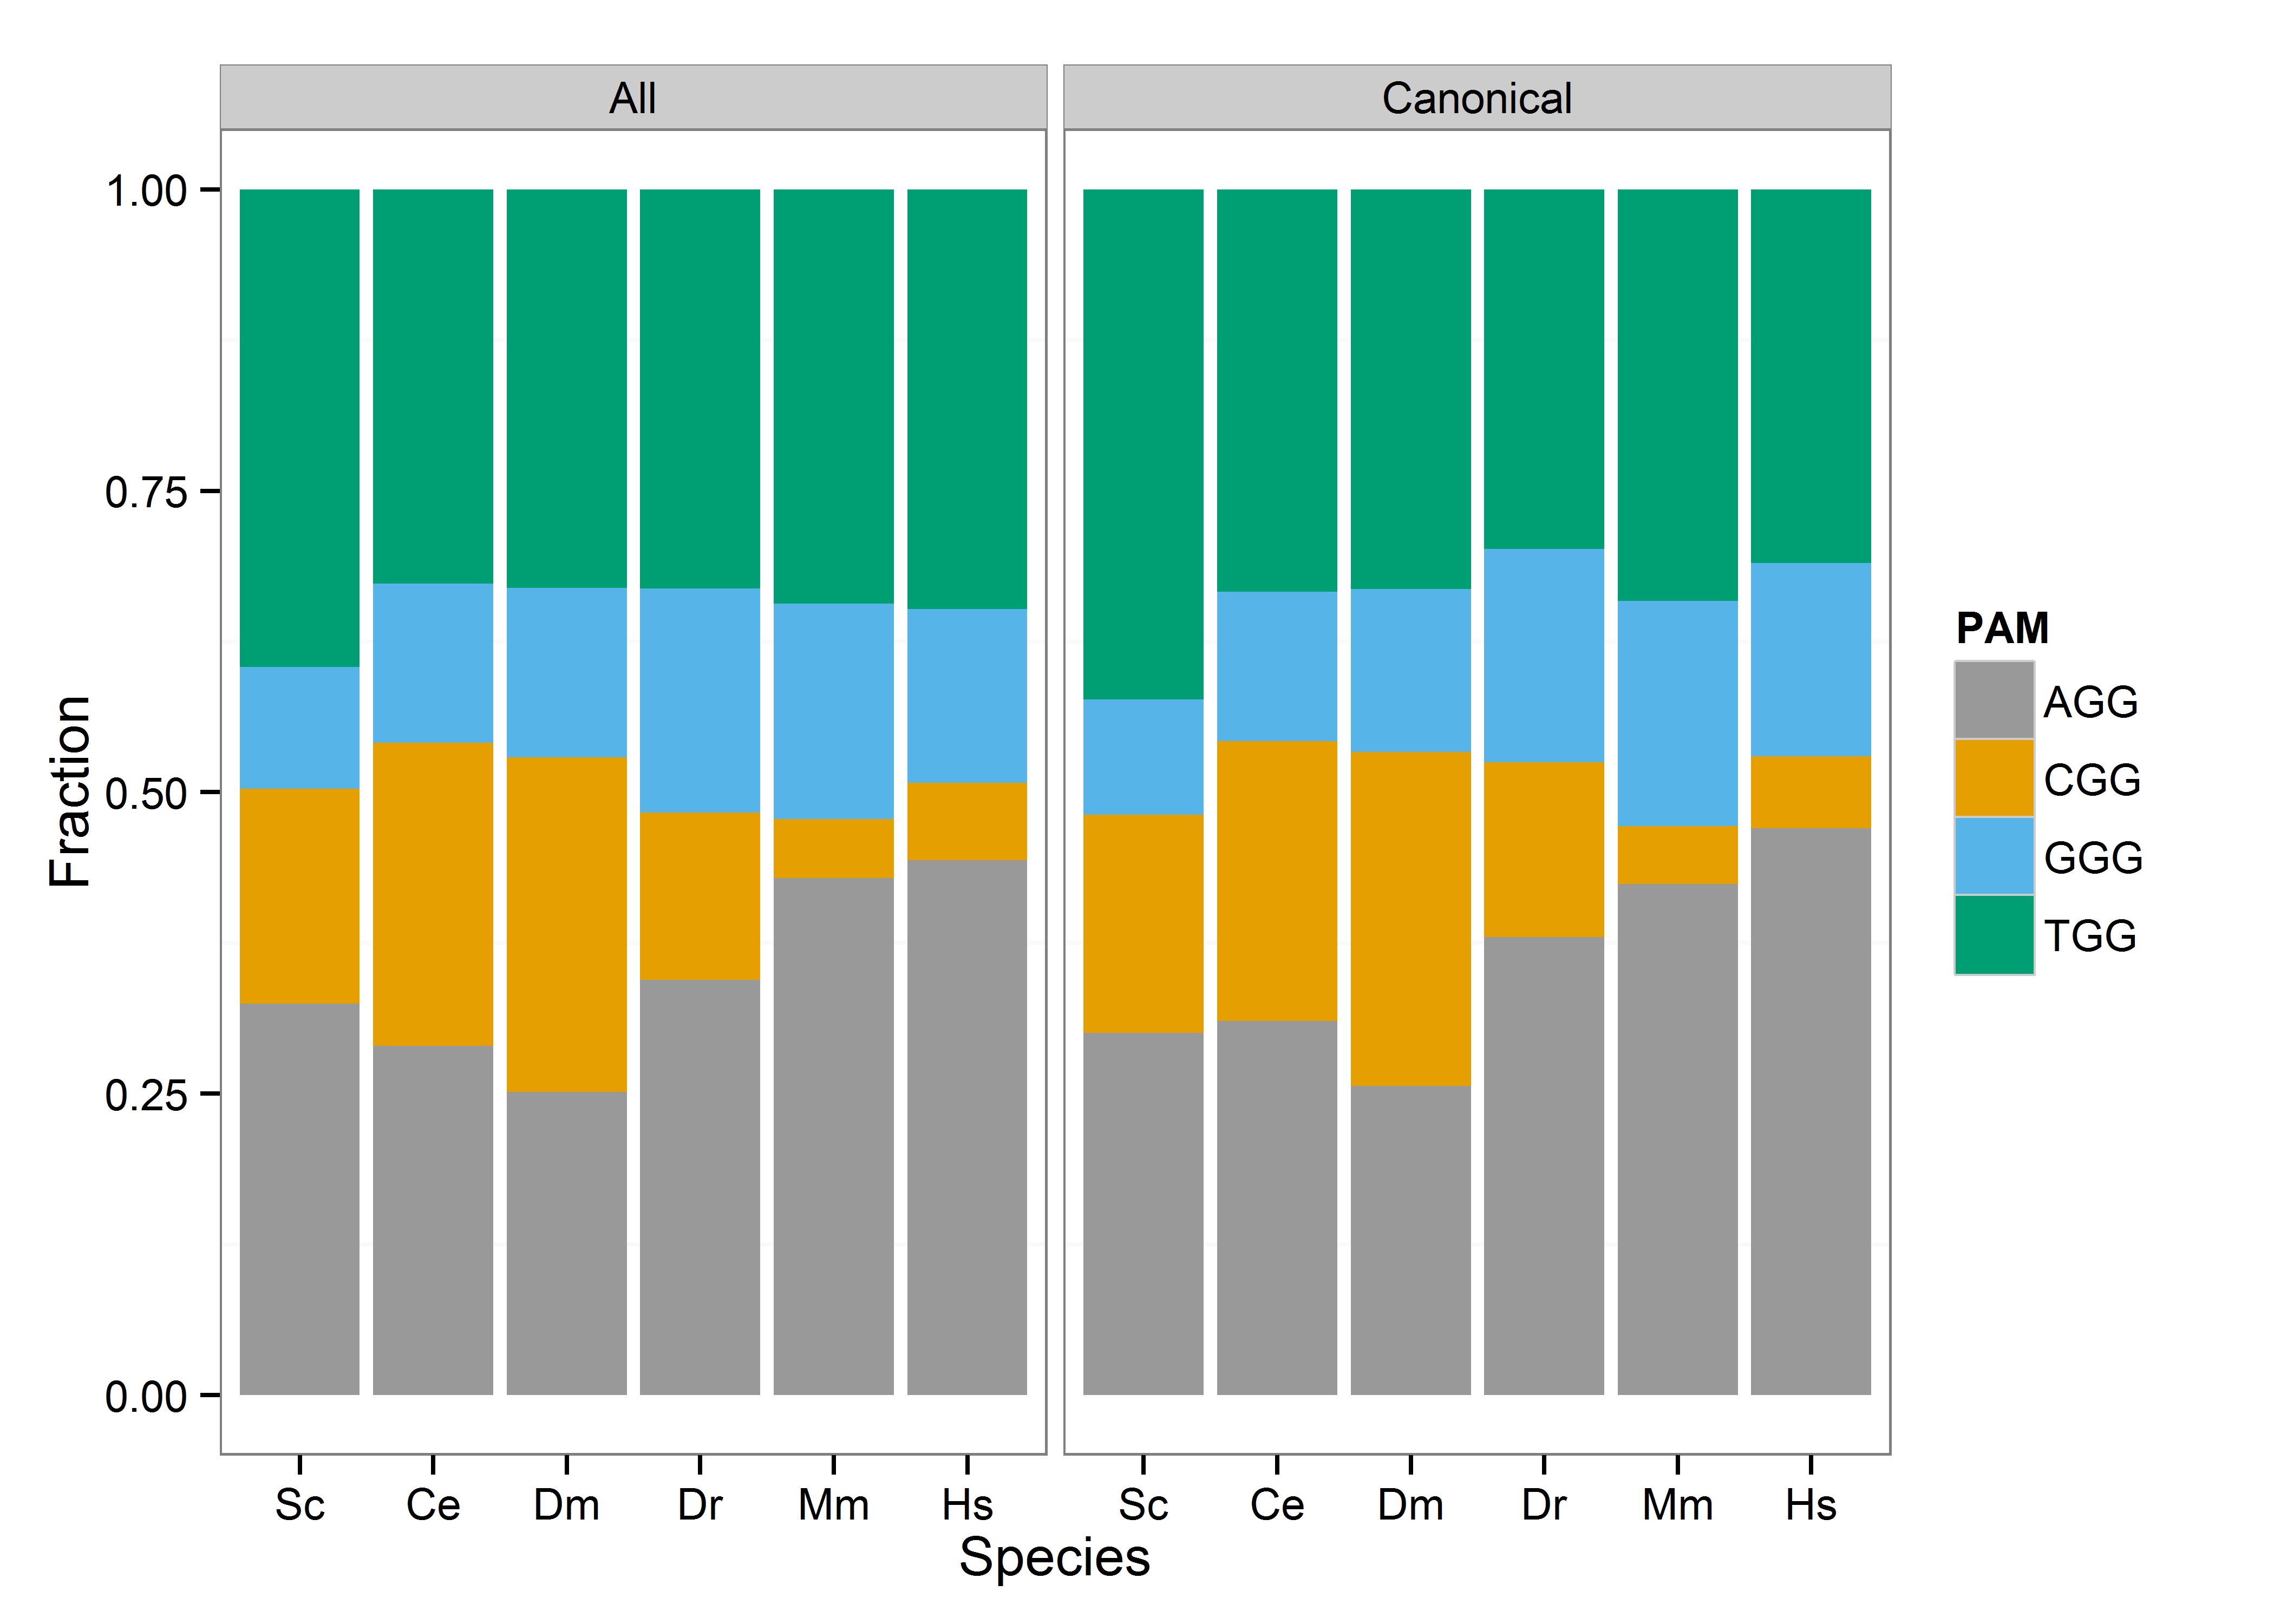 All
Canonical
1.00
0.75
0.50
0.25
0.00
Fraction
Sc Ce Dm Dr Mm Hs
Sc Ce Dm Dr Mm Hs
Species
PAM
AGG
CGG
GGG
TGG